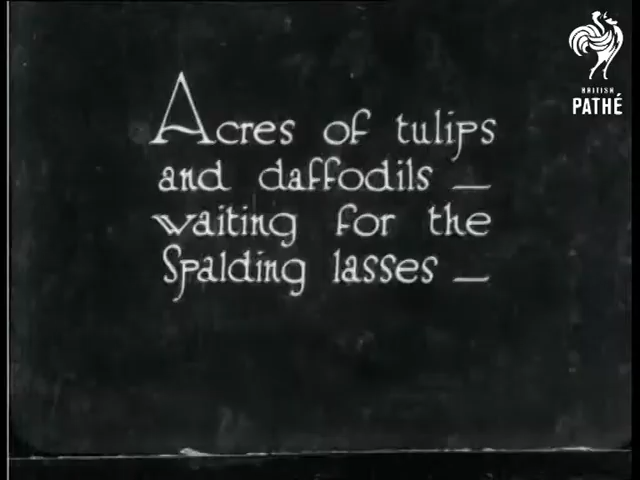 Acres of tulips
and daffodils —
waiting for the
Spalding lasses —
BRITISH
PATHÉ